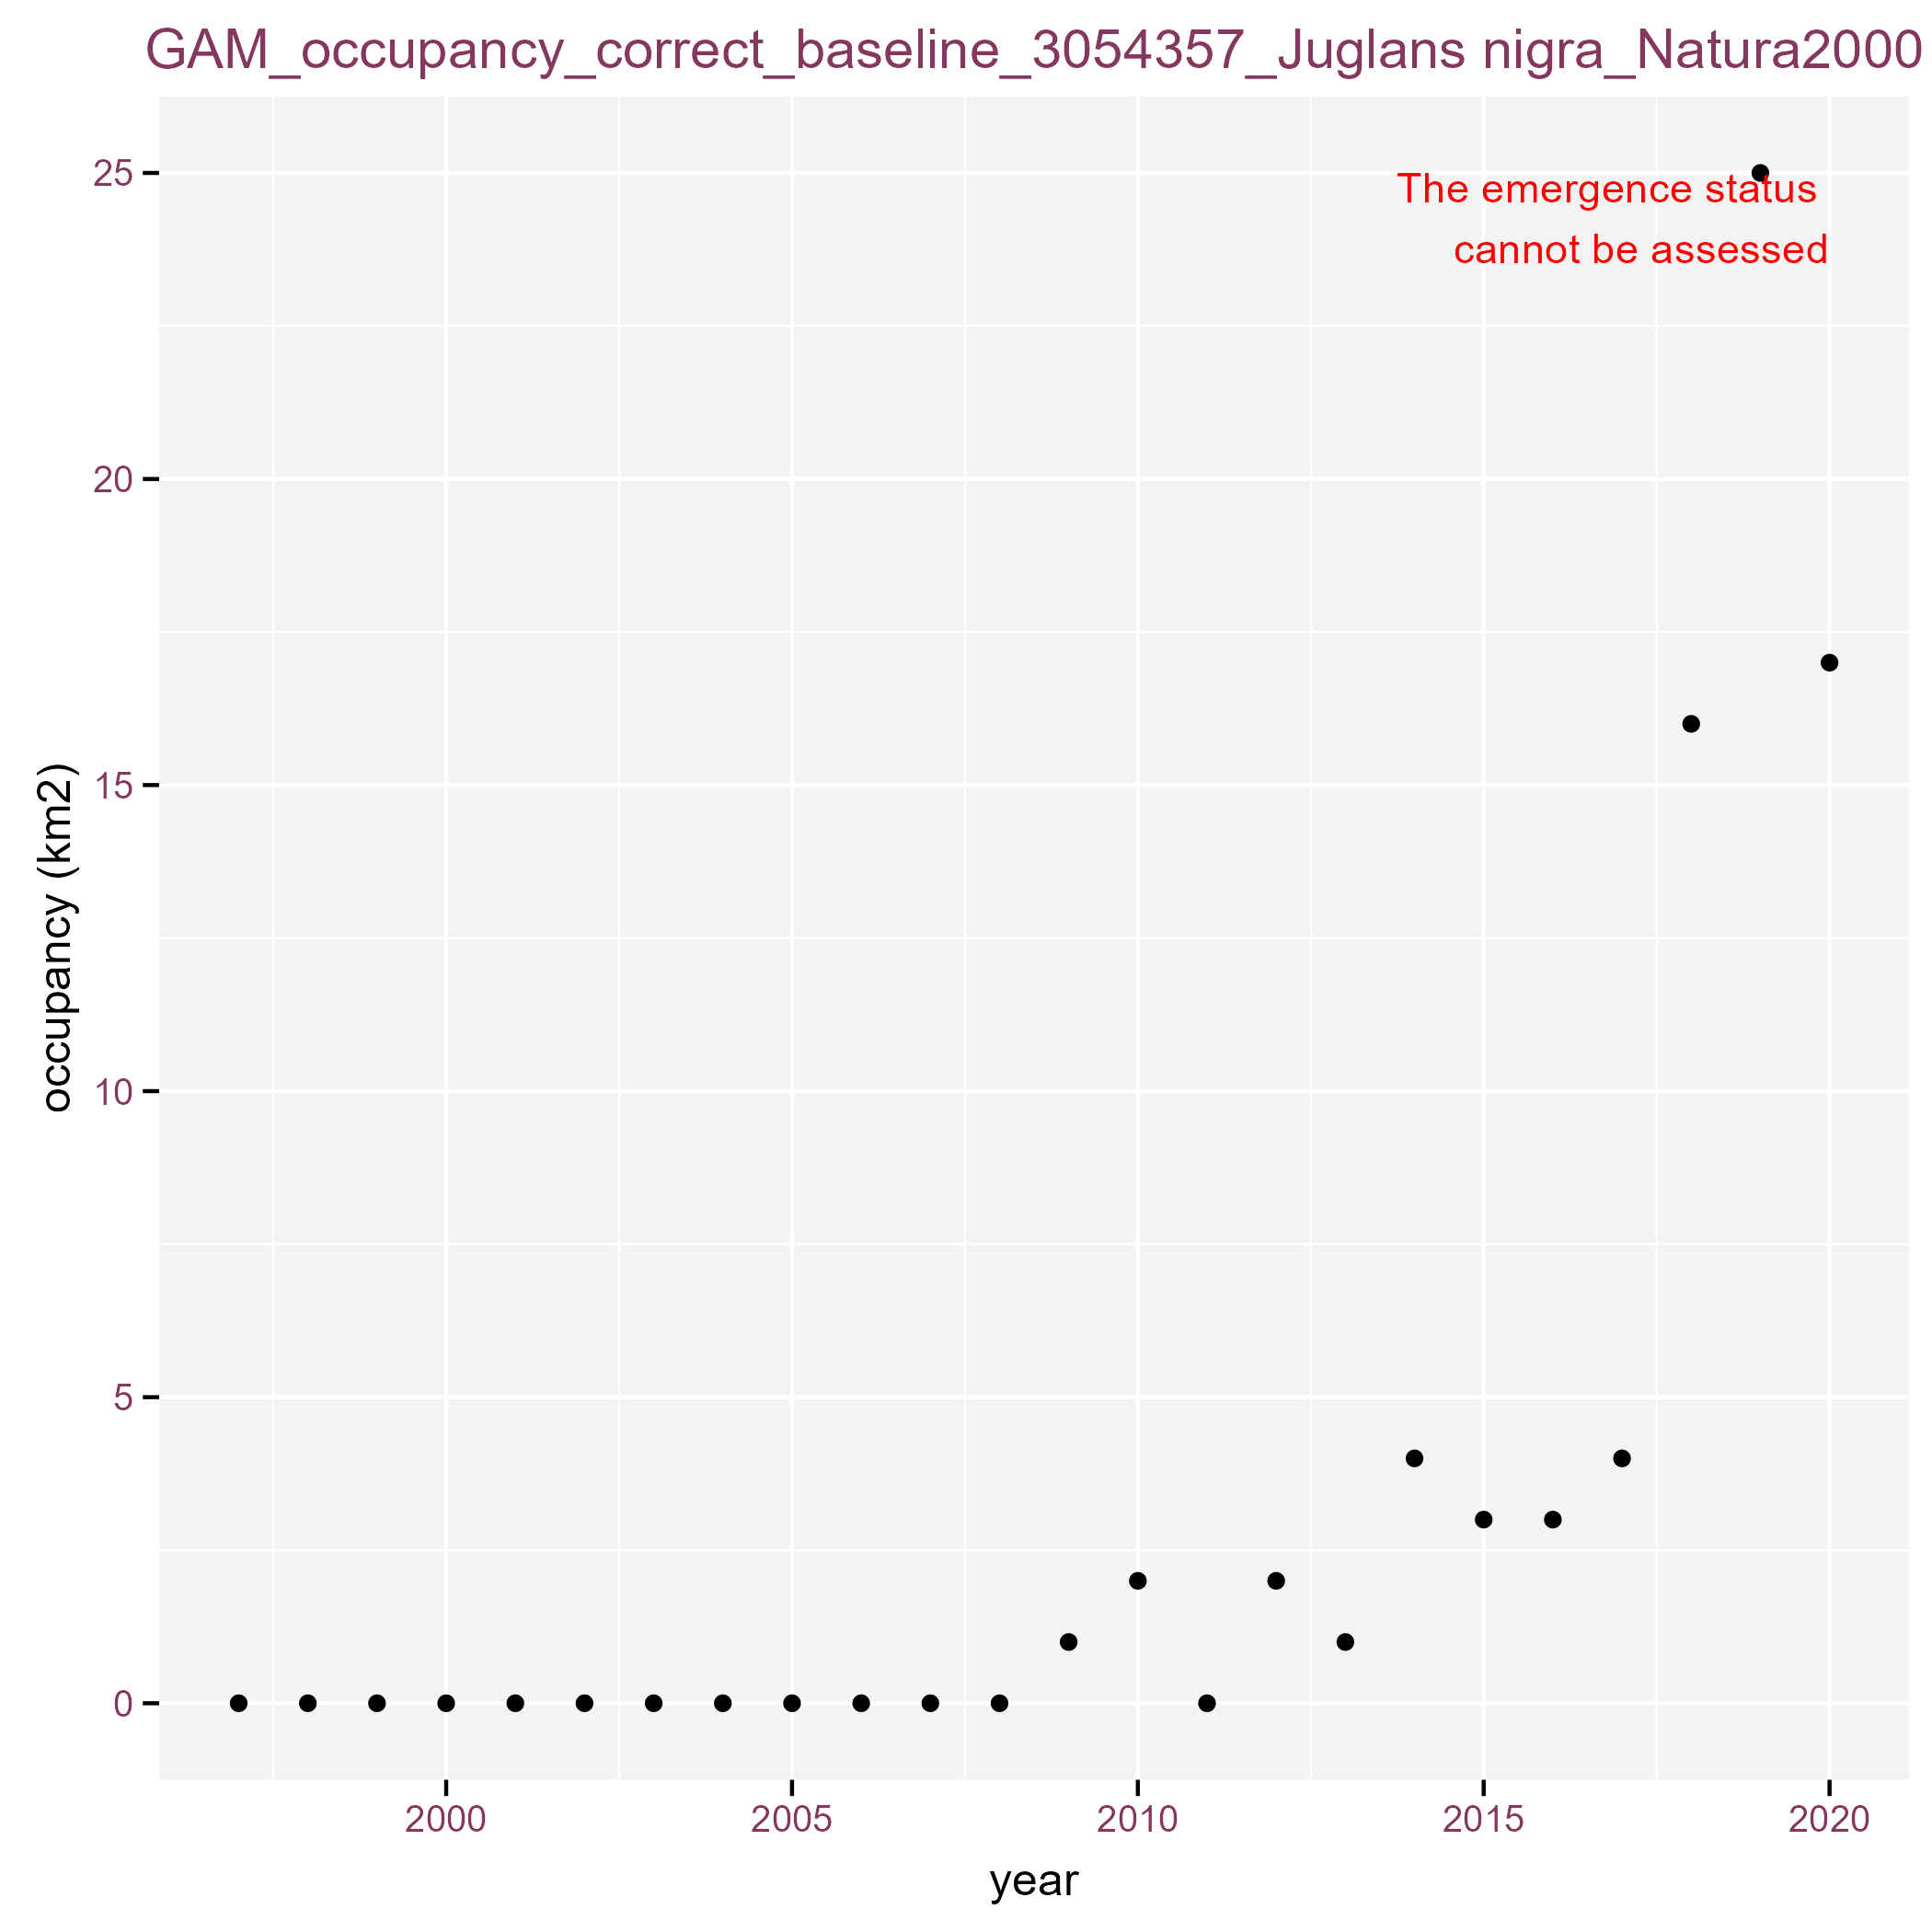 GAM_occupancy_correct_baseline_3054357_Juglans nigra_Natura2000
25
The emergence status
cannot be assessed
20
15
10
5
0
occupancy (km2)
2000 2005 2010 2015 2020
year